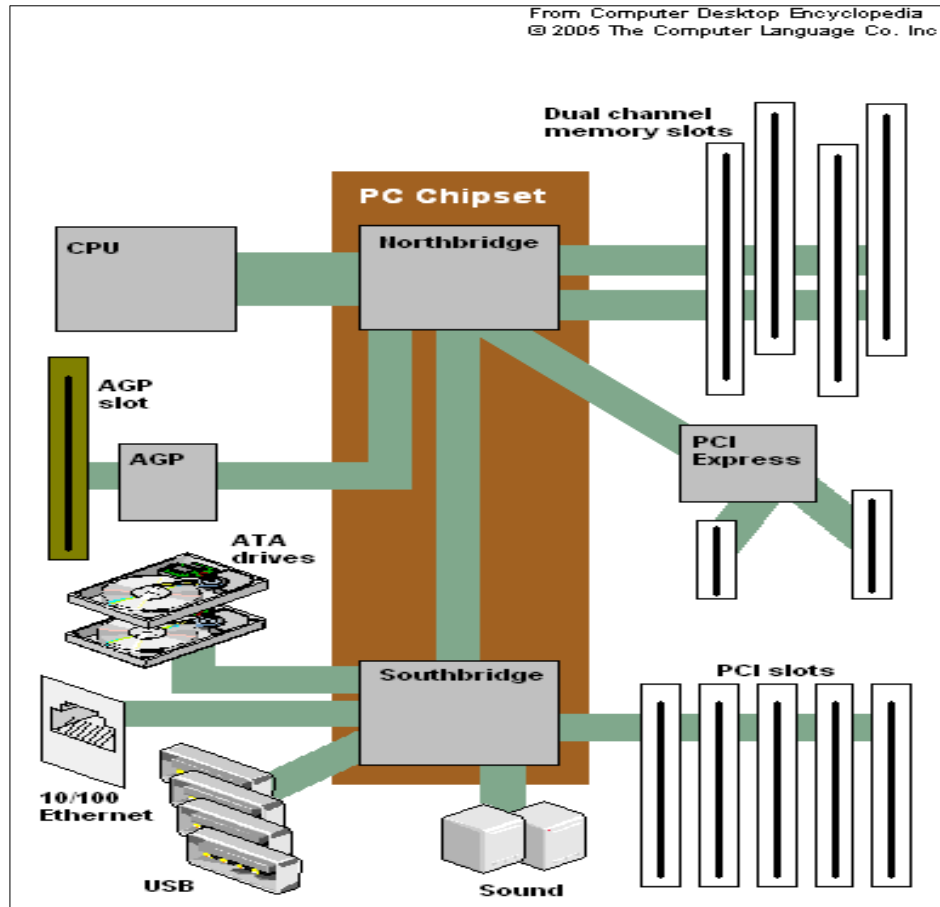 From Computer Desktop Encyclopedia
© 2005 The Computer Language Co. Inc
Dual channel
memory slots
PC Chipset
CPU
Northbridge
AGP
slot
AGP
PCI
Express
ATA
drives
Southbridge
PCI slots
10/100
Ethernet
USB
Sound